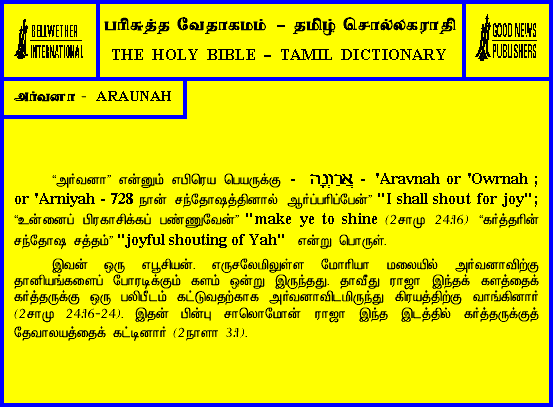 BELLWETHER
INTERNATIONAL
பரிசுத்த வேதாகமம் – தமிழ் சொல்லகராதி
THE HOLY BIBLE – TAMIL DICTIONARY
GOOD NEWS
PUBLISHERS
அர்வனா - ARAUNAH
“அர்வனா” என்னும் எபிரெய பெயருக்கு - אֲרַוְנָה - 'Aravnah or 'Owrnah ;
or 'Arniyah - 728 நான் சந்தோஷத்தினால் ஆர்ப்பரிப்பேன்” "I shall shout for joy";
“உன்னைப் பிரகாசிக்கப் பண்ணுவேன்” "make ye to shine (2சாமு 24:16) “கர்த்தரின்
சந்தோஷ சத்தம்” "joyful shouting of Yah" என்று பொருள்.
இவன் ஒரு எபூசியன். எருசலேமிலுள்ள மோரியா மலையில் அர்வனாவிற்கு
தானியங்களைப் போரடிக்கும் களம் ஒன்று இருந்தது. தாவீது ராஜா இந்தக் களத்தைக்
கர்த்தருக்கு ஒரு பலிபீடம் கட்டுவதற்காக அர்வனாவிடமிருந்து கிரயத்திற்கு வாங்கினார்
(2சாமு 24:16-24). இதன் பின்பு சாலொமோன் ராஜா இந்த இடத்தில் கர்த்தருக்குத்
தேவாலயத்தைக் கட்டினார் (2நாளா 3:1).